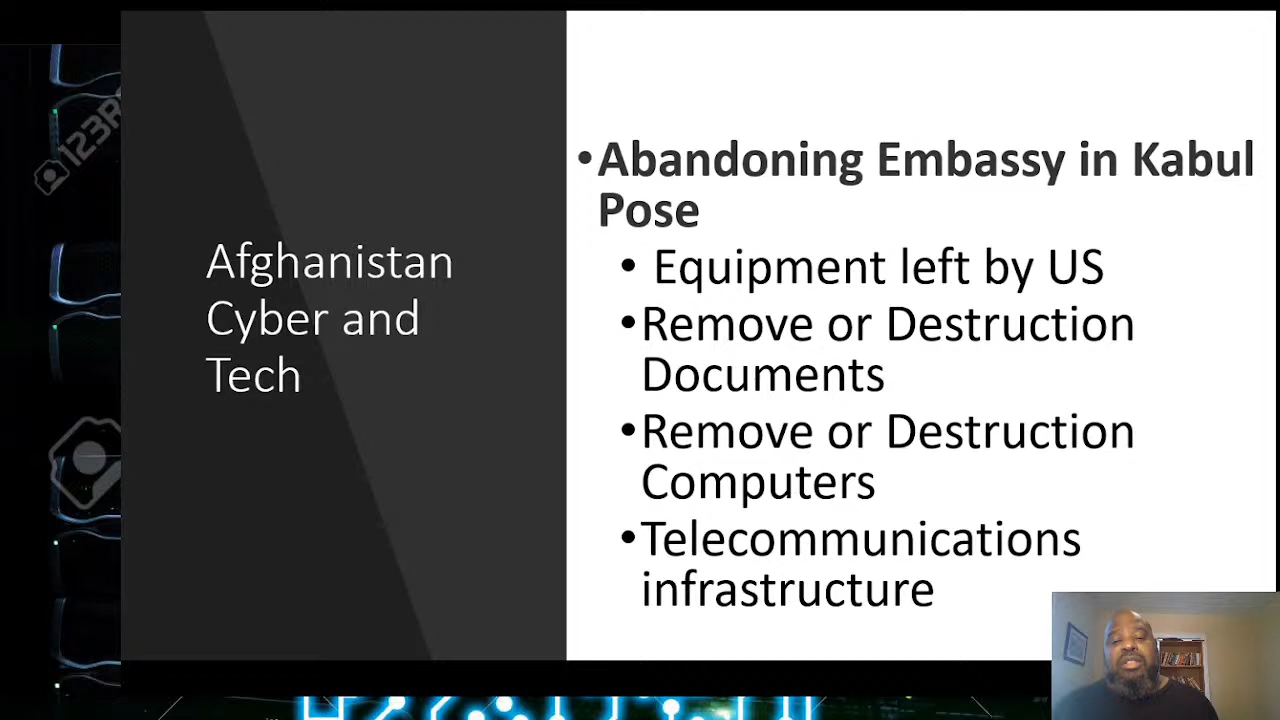 Afghanistan
Cyber and
Tech
•Abandoning Embassy in Kabul
Pose
• Equipment left by US
•Remove or Destruction
Documents
•Remove or Destruction
Computers
•Telecommunications
infrastructure
123R